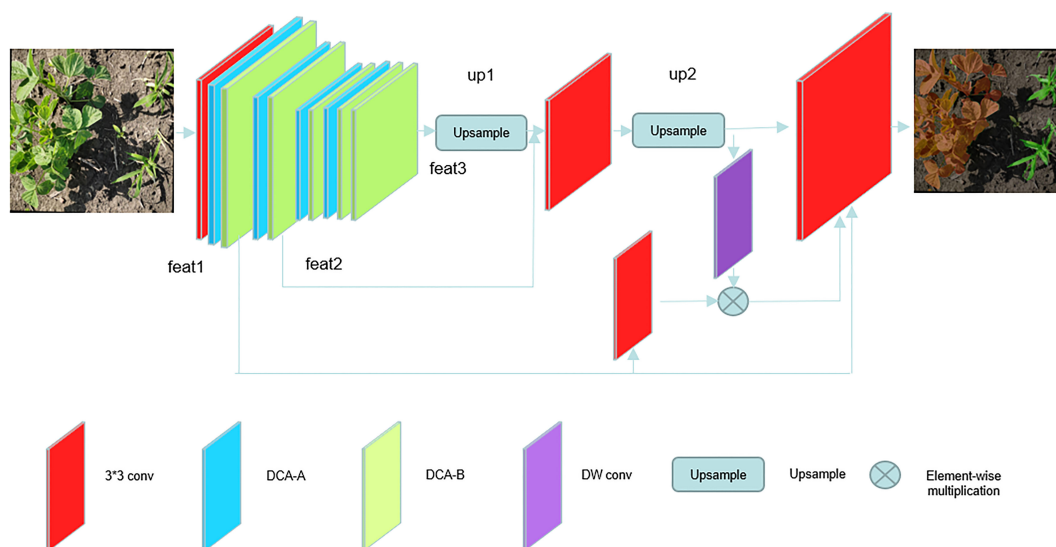 up1
up2
Upsample
Upsample
feat3
feat1
feat2
3*3 conv
DCA-A
DCA-B
DW conv
Upsample
Upsample
Element-wise
multiplication